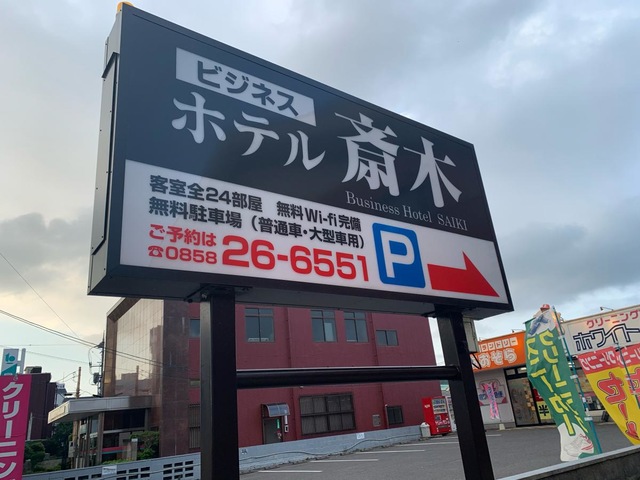 ビジネス
ホテル 斎木
Business Hotel SAIKI
客室全24部屋 無料Wi-fi完備
無料駐車場（普通車・大型車用）
ご予約は
☎0858 26-6551
P
おそら
クリーニング
ホワイト
クリーニング